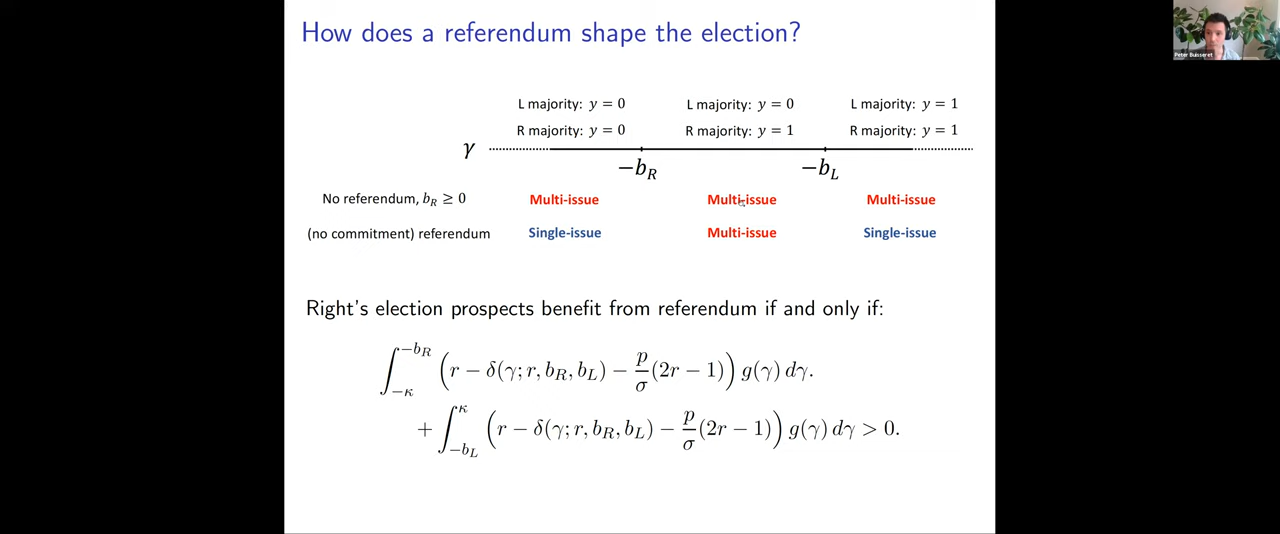 How does a referendum shape the election?
Peter Buisseret
L majority: y = 0 L majority: y = 0 L majority: y = 1
R majority: y = 0 R majority: y = 1 R majority: y = 1
γ
−b_R −b_L
No referendum, b_R ≥ 0 Multi-issue Multi-issue Multi-issue
(no commitment) referendum Single-issue Multi-issue Single-issue
Right's election prospects benefit from referendum if and only if:
∫_{−κ}^{−b_R} (r − δ(γ; r, b_R, b_L) − p/σ (2r − 1)) g(γ) dγ.
+ ∫_{−b_L}^{κ} (r − δ(γ; r, b_R, b_L) − p/σ (2r − 1)) g(γ) dγ > 0.